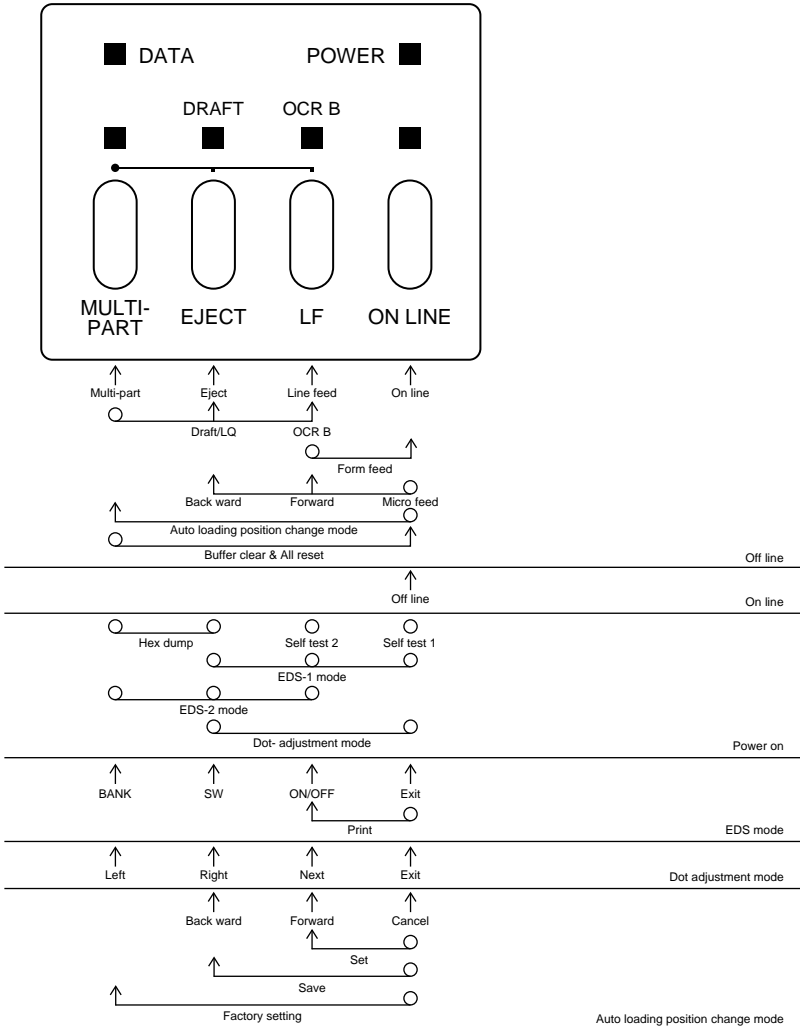 DATA POWER
DRAFT OCR B
MULTI-
PART EJECT LF ON LINE
Multi-part Eject Line feed On line
Draft/LQ OCR B
Form feed
Back ward Forward Micro feed
Auto loading position change mode
Buffer clear & All reset
Off line
Off line
On line
Hex dump Self test 2 Self test 1
EDS-1 mode
EDS-2 mode
Dot- adjustment mode
Power on
BANK SW ON/OFF Exit
Print
EDS mode
Left Right Next Exit
Dot adjustment mode
Back ward Forward Cancel
Set
Save
Factory setting
Auto loading position change mode